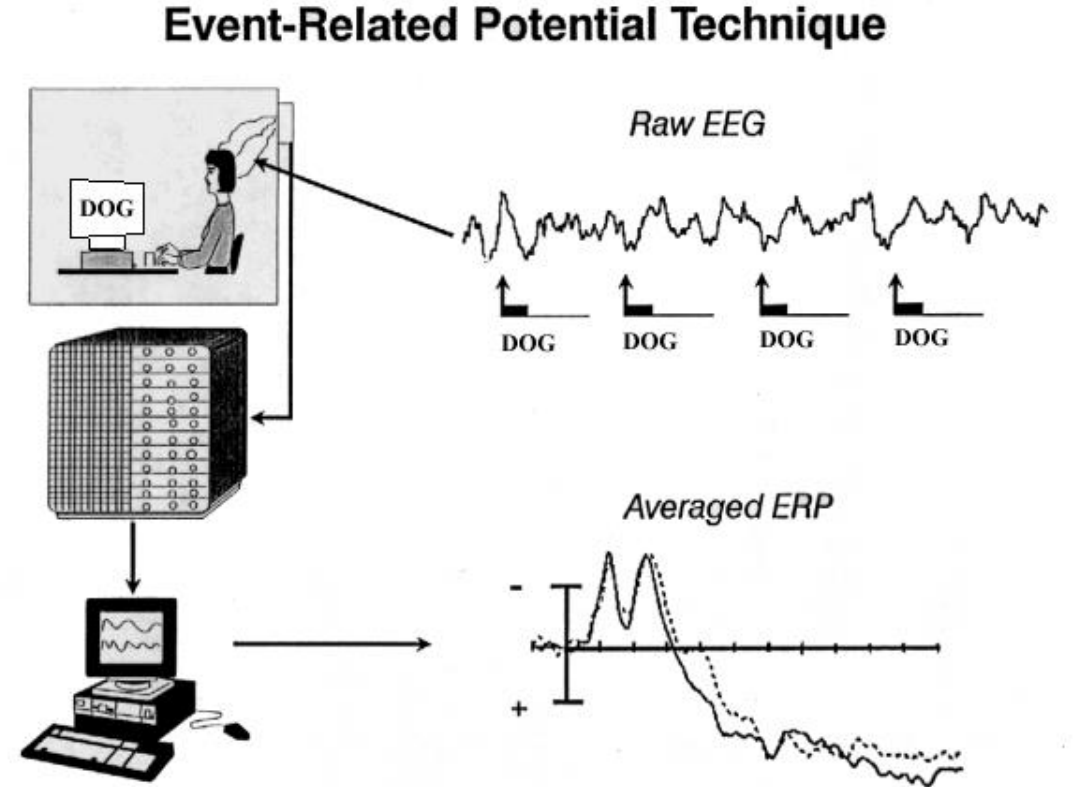 Event-Related Potential Technique
Raw EEG
DOG
DOG DOG DOG DOG
Averaged ERP
-
+